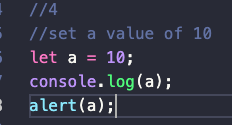 //4
//set a value of 10
let a = 10;
console.log(a);
alert(a);